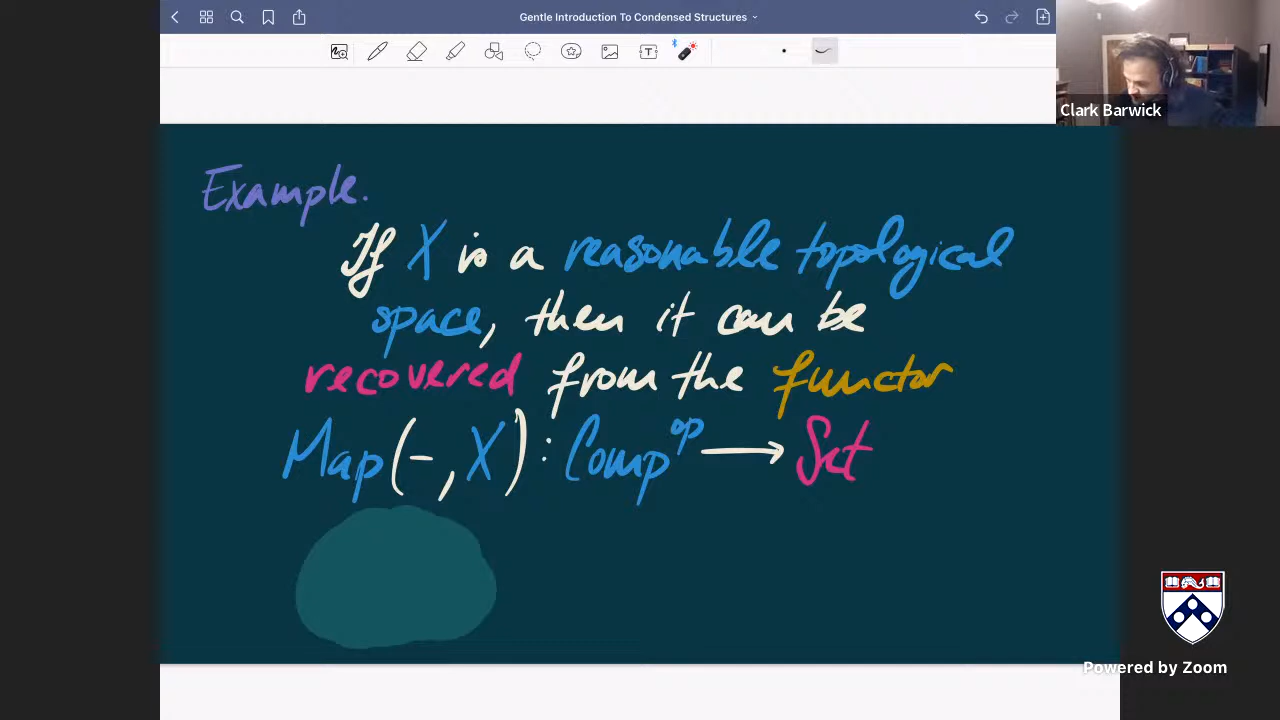 Gentle Introduction To Condensed Structures
Clark Barwick
Example.
If X is a reasonable topological
space, then it can be
recovered from the functor
Map(-, X) : Comp^op → Set
Powered by Zoom